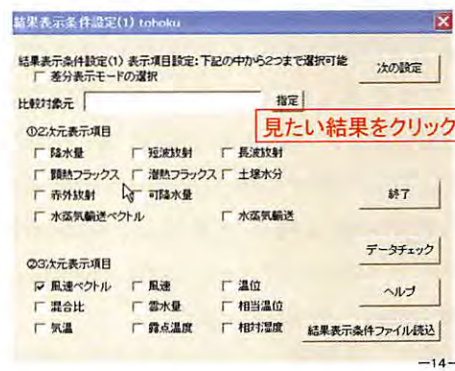 結果表示条件設定(1) tohoku
結果表示条件設定(1) 表示項目設定:下記の中から2つまで選択可能
差分表示モードの選択
次の設定
比較対象元
指定
見たい結果をクリック
①2次元表示項目
降水量 短波放射 長波放射
顕熱フラックス 潜熱フラックス 土壌水分
赤外放射 可降水量
終了
水蒸気輸送ベクトル 水蒸気輸送
データチェック
②3次元表示項目
風速ベクトル 風速 温位
ヘルプ
混合比 雲水量 相当温位
気温 露点温度 相対湿度
結果表示条件ファイル読込
-14-